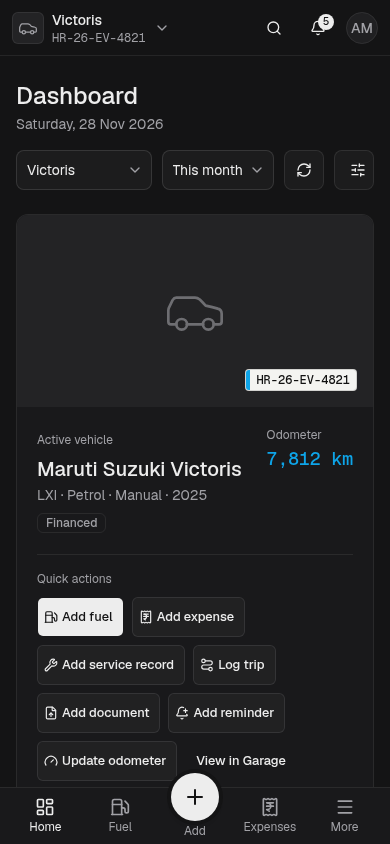 Victoris
HR-26-EV-4821
5
AM
Dashboard
Saturday, 28 Nov 2026
Victoris
This month
HR-26-EV-4821
Active vehicle
Maruti Suzuki Victoris
LXI · Petrol · Manual · 2025
Financed
Odometer
7,812 km
Quick actions
Add fuel
Add expense
Add service record
Log trip
Add document
Add reminder
Update odometer
View in Garage
Home
Fuel
Add
Expenses
More